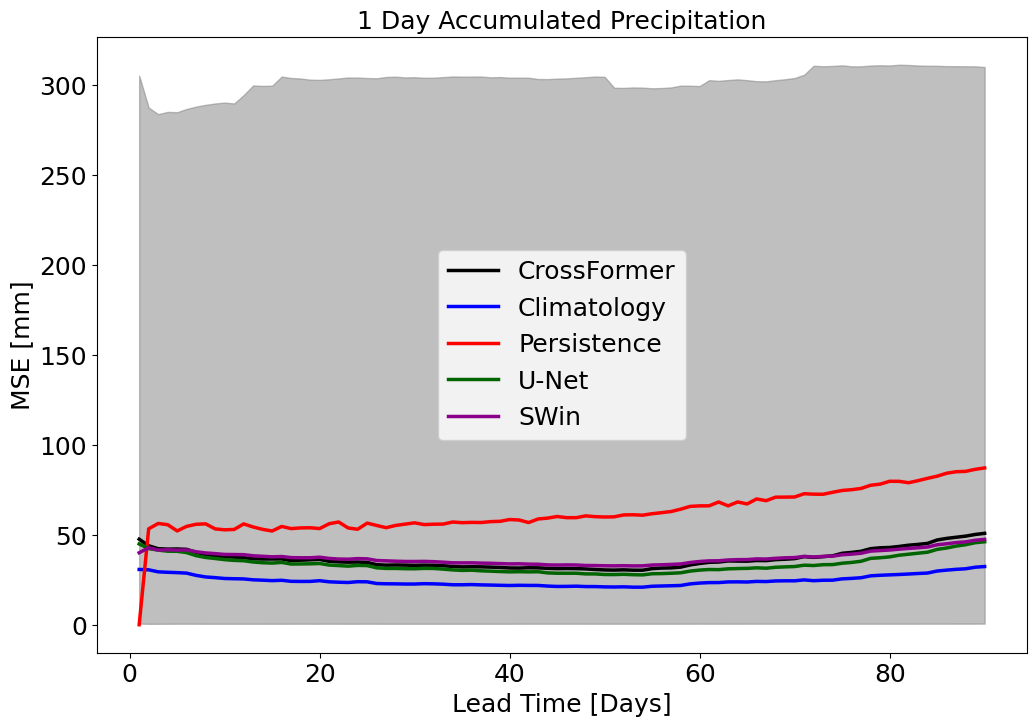 1 Day Accumulated Precipitation
MSE [mm]
300
250
200
150
100
50
0
CrossFormer
Climatology
Persistence
U-Net
SWin
0 20 40 60 80
Lead Time [Days]